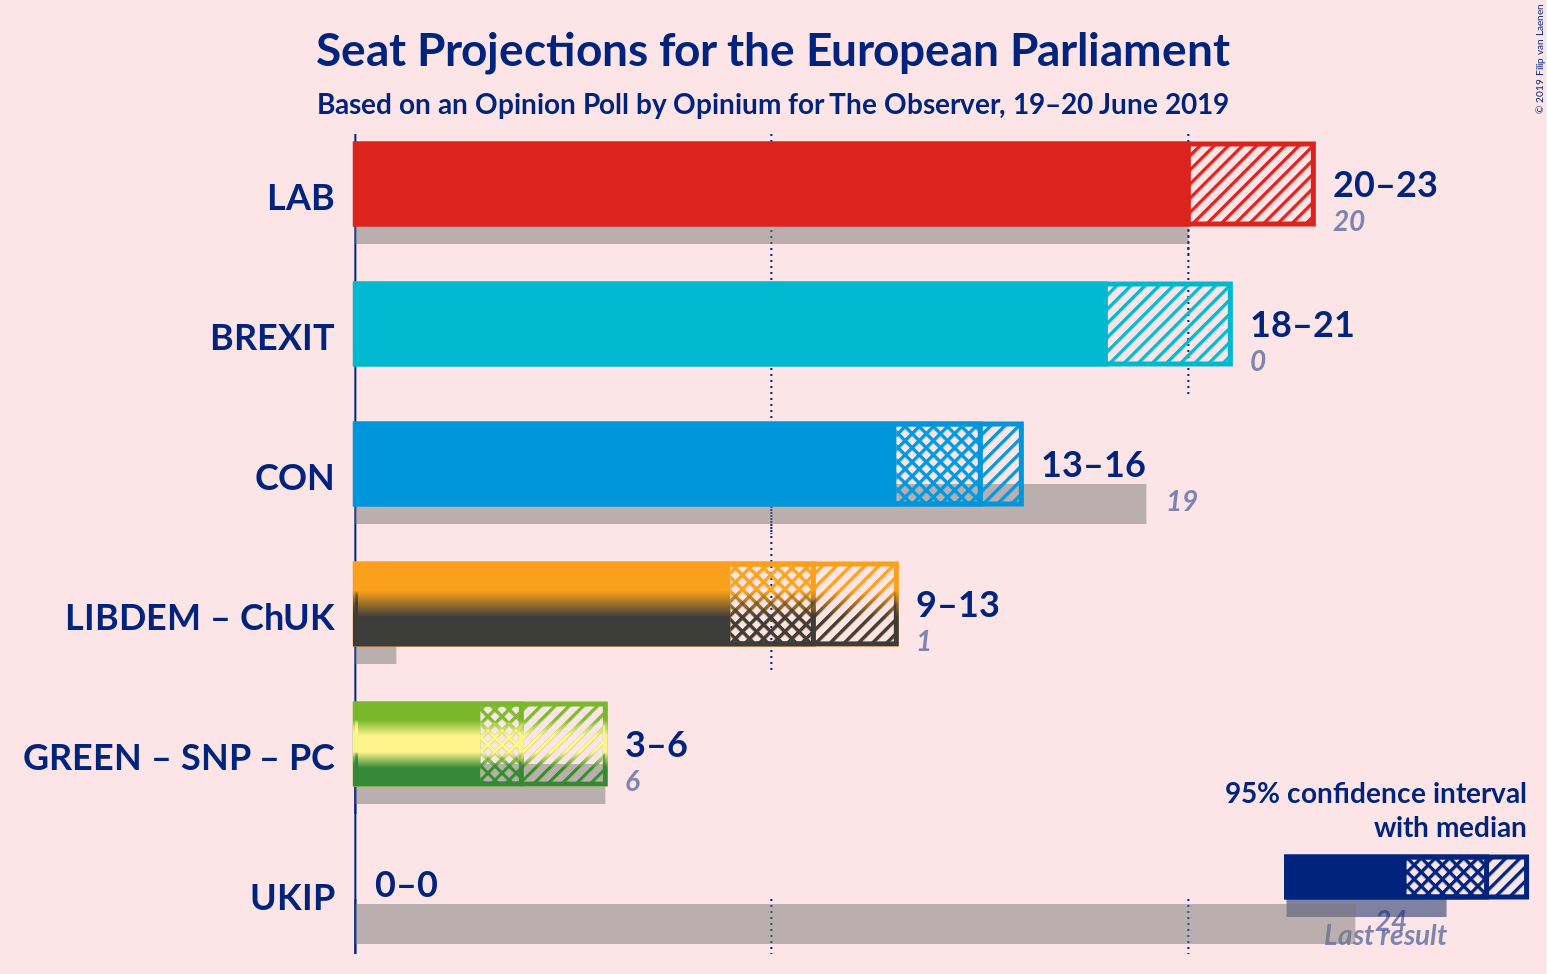 Seat Projections for the European Parliament
Based on an Opinion Poll by Opinium for The Observer, 19–20 June 2019
© 2019 Filip van Laenen
LAB
20–23
20
BREXIT
18–21
0
CON
13–16
19
LIBDEM – ChUK
9–13
1
GREEN – SNP – PC
3–6
6
95% confidence interval
with median
UKIP
0–0
24
Last result